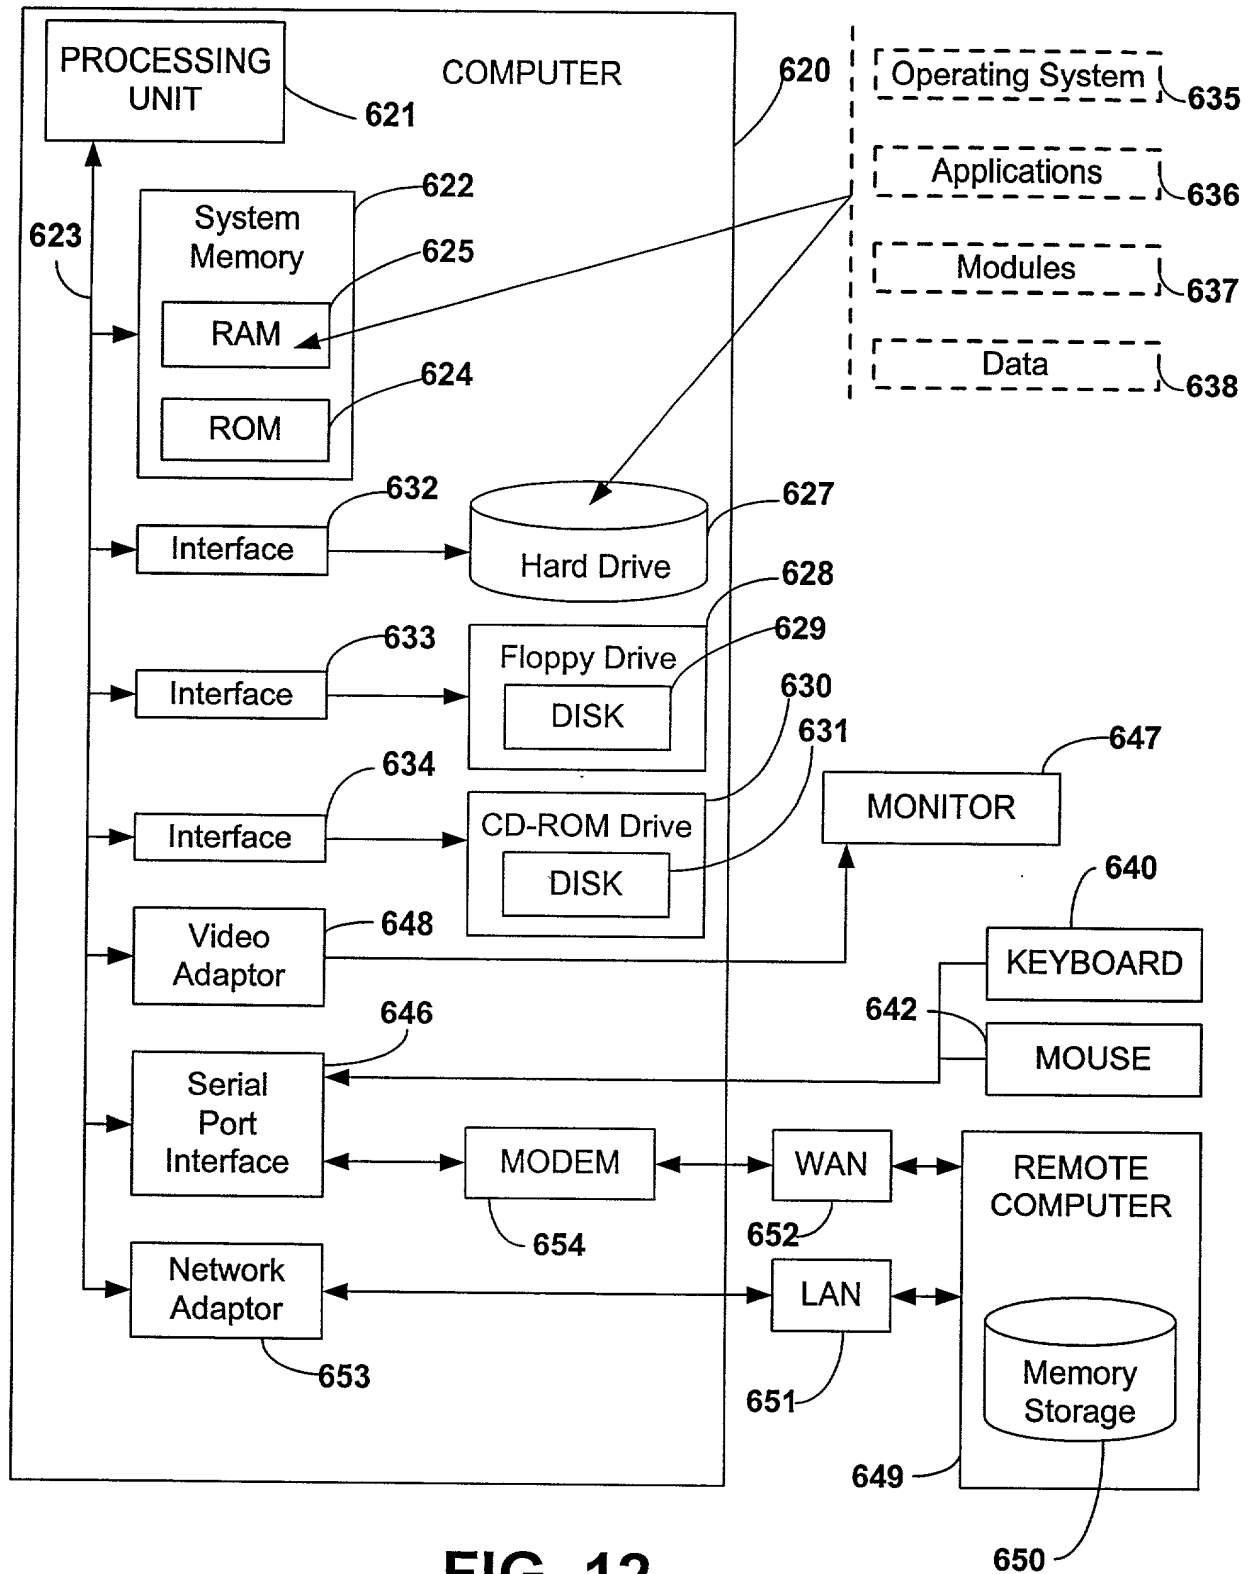 PROCESSING
UNIT
621
COMPUTER
620
Operating System
635
Applications
636
Modules
637
Data
638
623
622
System
Memory
625
RAM
624
ROM
632
Interface
627
Hard Drive
628
629
633
Interface
Floppy Drive
DISK
630
631
634
Interface
CD-ROM Drive
DISK
647
MONITOR
648
Video
Adaptor
640
KEYBOARD
642
MOUSE
646
Serial
Port
Interface
MODEM
654
WAN
652
REMOTE
COMPUTER
Network
Adaptor
653
LAN
651
Memory
Storage
649
650
FIG. 12